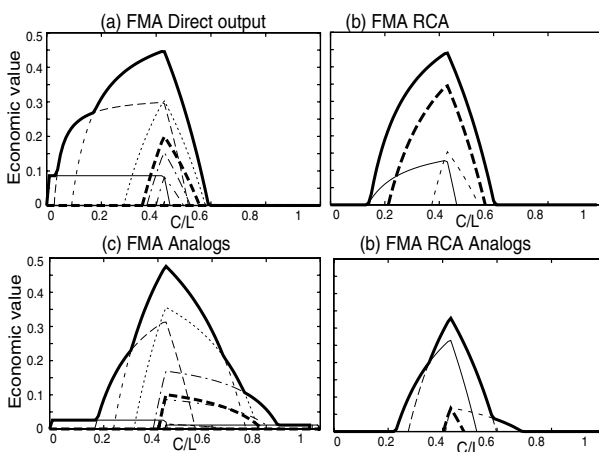 (a) FMA Direct output
(b) FMA RCA
0.5
0.4
0.3
0.2
0.1
0
Economic value
0 0.2 0.4 0.6 0.8 1
C/L
0 0.2 0.4 0.6 0.8 1
C/L
(c) FMA Analogs
(b) FMA RCA Analogs
0.5
0.4
0.3
0.2
0.1
0
Economic value
0 0.2 0.4 0.6 0.8 1
C/L
0 0.2 0.4 0.6 0.8 1
C/L